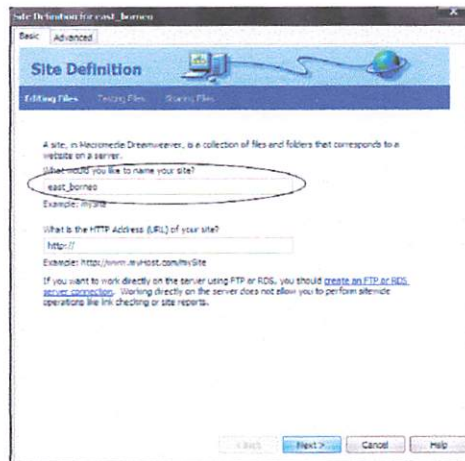 Site Definition for east_borneo
Basic Advanced
Site Definition
Editing Files Testing Files Sharing Files
A site, in Macromedia Dreamweaver, is a collection of files and folders that corresponds to a
website on a server.
What would you like to name your site?
east_borneo
Example: mySite
What is the HTTP Address (URL) of your site?
http://
Example: http://www.myHost.com/mySite
If you want to work directly on the server using FTP or RDS, you should create an FTP or RDS
server connection. Working directly on the server does not allow you to perform sitewide
operations like link checking or site reports.
< Back Next > Cancel Help